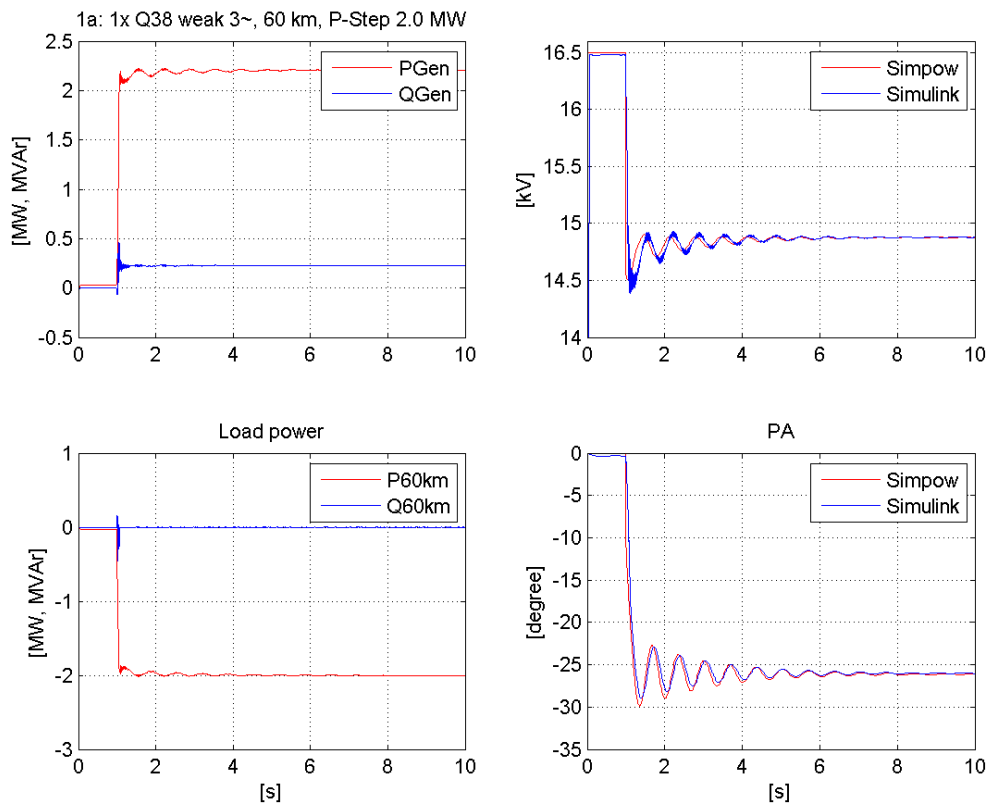 1a: 1x Q38 weak 3~, 60 km, P-Step 2.0 MW
2.5
2
1.5
1
0.5
0
-0.5
[MW, MVAr]
PGen
QGen
0 2 4 6 8 10
16.5
16
15.5
15
14.5
14
[kV]
Simpow
Simulink
0 2 4 6 8 10
Load power
1
0
-1
-2
-3
[MW, MVAr]
P60km
Q60km
0 2 4 6 8 10
[s]
PA
0
-5
-10
-15
-20
-25
-30
-35
[degree]
Simpow
Simulink
0 2 4 6 8 10
[s]